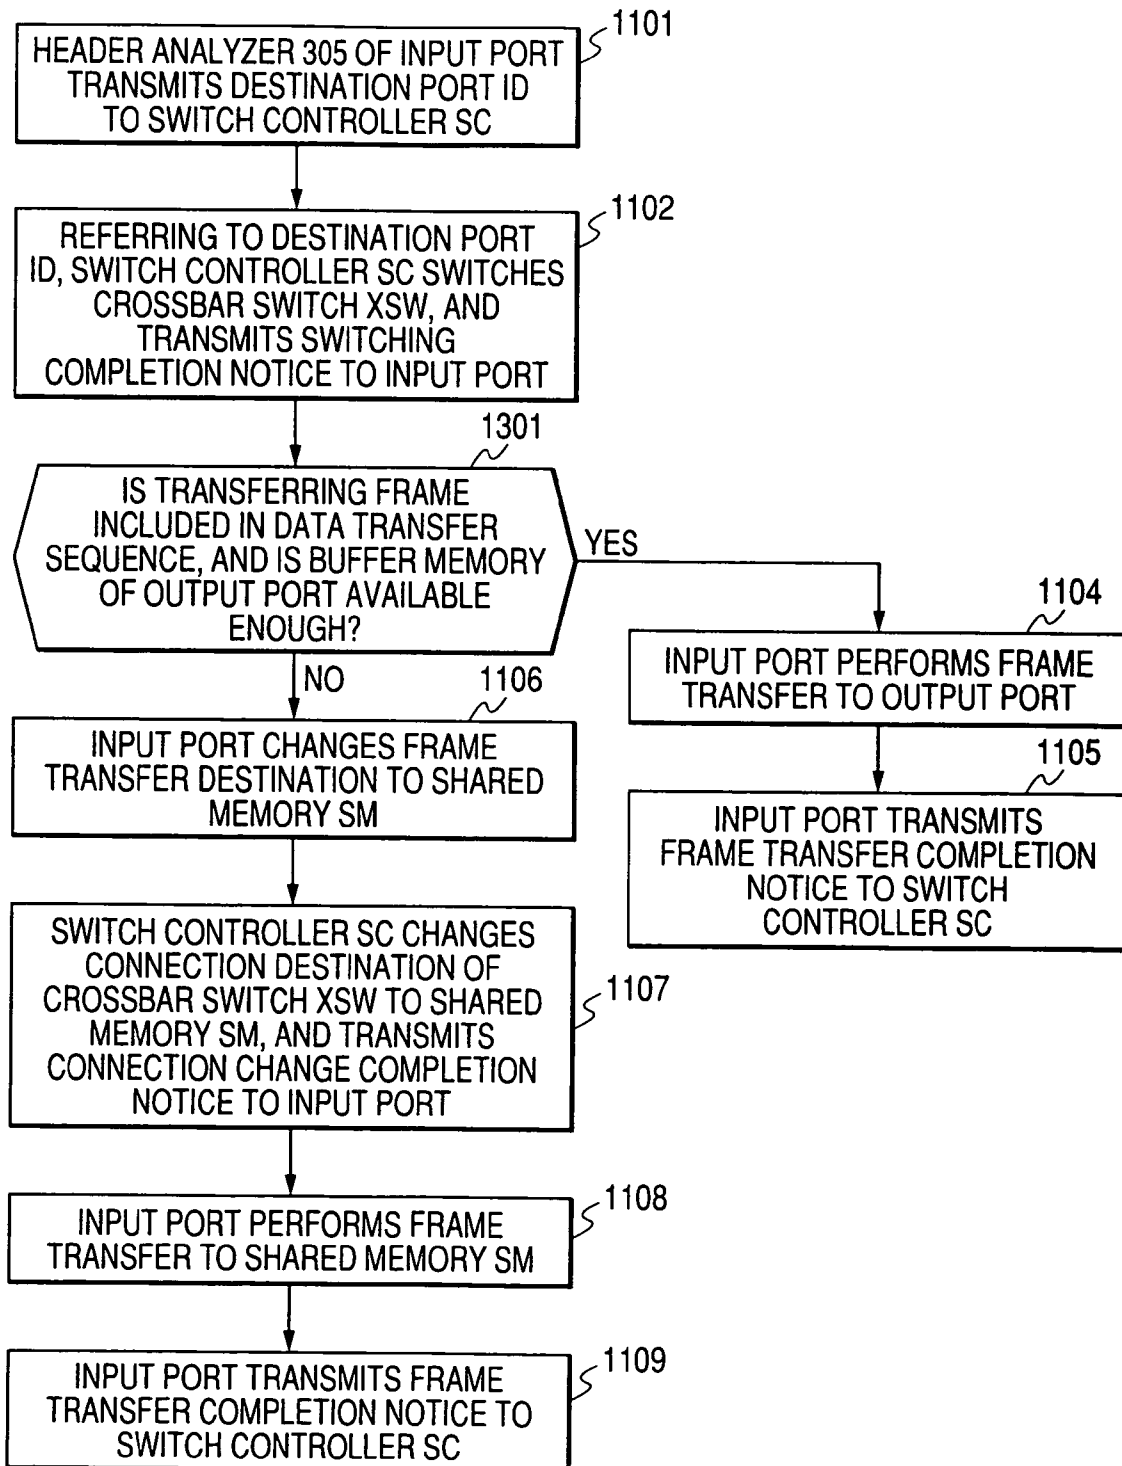 1101
HEADER ANALYZER 305 OF INPUT PORT
TRANSMITS DESTINATION PORT ID
TO SWITCH CONTROLLER SC
1102
REFERRING TO DESTINATION PORT
ID, SWITCH CONTROLLER SC SWITCHES
CROSSBAR SWITCH XSW, AND
TRANSMITS SWITCHING
COMPLETION NOTICE TO INPUT PORT
1301
IS TRANSFERRING FRAME
INCLUDED IN DATA TRANSFER
SEQUENCE, AND IS BUFFER MEMORY
OF OUTPUT PORT AVAILABLE
ENOUGH?
YES
NO
1104
INPUT PORT PERFORMS FRAME
TRANSFER TO OUTPUT PORT
1105
INPUT PORT TRANSMITS
FRAME TRANSFER COMPLETION
NOTICE TO SWITCH
CONTROLLER SC
1106
INPUT PORT CHANGES FRAME
TRANSFER DESTINATION TO SHARED
MEMORY SM
1107
SWITCH CONTROLLER SC CHANGES
CONNECTION DESTINATION OF
CROSSBAR SWITCH XSW TO SHARED
MEMORY SM, AND TRANSMITS
CONNECTION CHANGE COMPLETION
NOTICE TO INPUT PORT
1108
INPUT PORT PERFORMS FRAME
TRANSFER TO SHARED MEMORY SM
1109
INPUT PORT TRANSMITS FRAME
TRANSFER COMPLETION NOTICE TO
SWITCH CONTROLLER SC